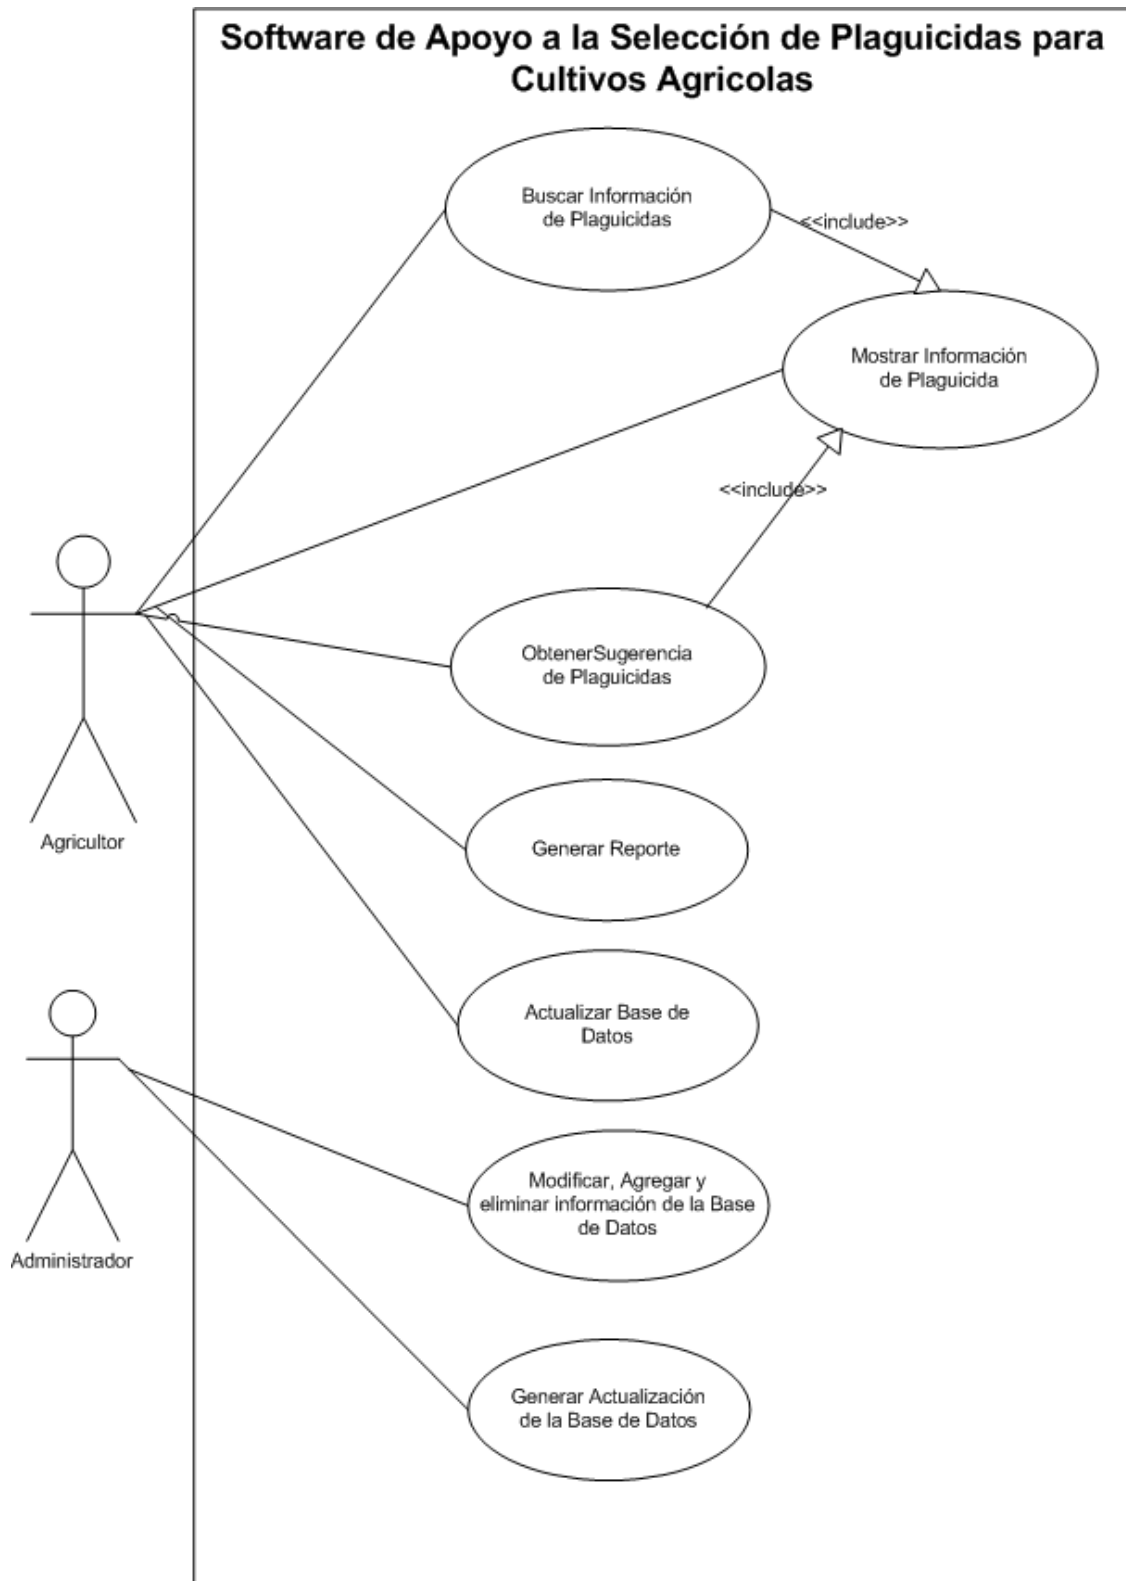 Software de Apoyo a la Selección de Plaguicidas para
Cultivos Agricolas
Buscar Información
de Plaguicidas
<<include>>
Mostrar Información
de Plaguicida
<<include>>
ObtenerSugerencia
de Plaguicidas
Agricultor
Generar Reporte
Actualizar Base de
Datos
Modificar, Agregar y
eliminar información de la Base
de Datos
Administrador
Generar Actualización
de la Base de Datos